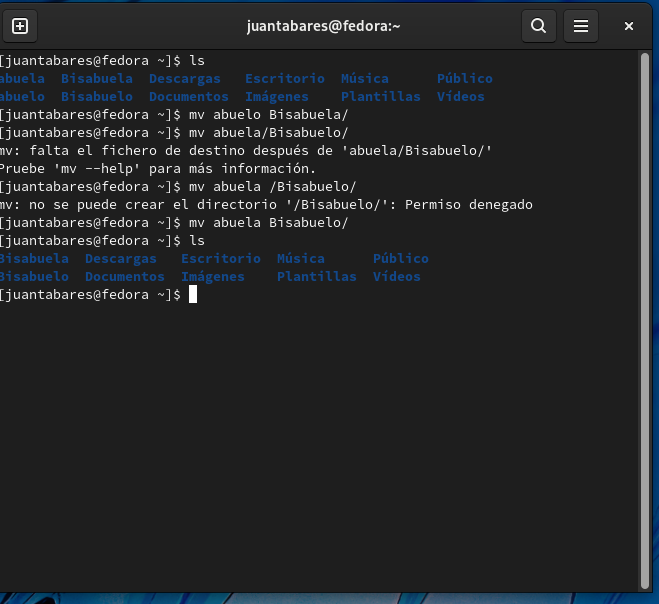 juantabares@fedora:~
[juantabares@fedora ~]$ ls
abuela Bisabuela Descargas Escritorio Música Público
abuelo Bisabuelo Documentos Imágenes Plantillas Vídeos
[juantabares@fedora ~]$ mv abuelo Bisabuela/
[juantabares@fedora ~]$ mv abuela/Bisabuelo/
mv: falta el fichero de destino después de 'abuela/Bisabuelo/'
Pruebe 'mv --help' para más información.
[juantabares@fedora ~]$ mv abuela /Bisabuelo/
mv: no se puede crear el directorio '/Bisabuelo/': Permiso denegado
[juantabares@fedora ~]$ mv abuela Bisabuelo/
[juantabares@fedora ~]$ ls
Bisabuela Descargas Escritorio Música Público
Bisabuelo Documentos Imágenes Plantillas Vídeos
[juantabares@fedora ~]$